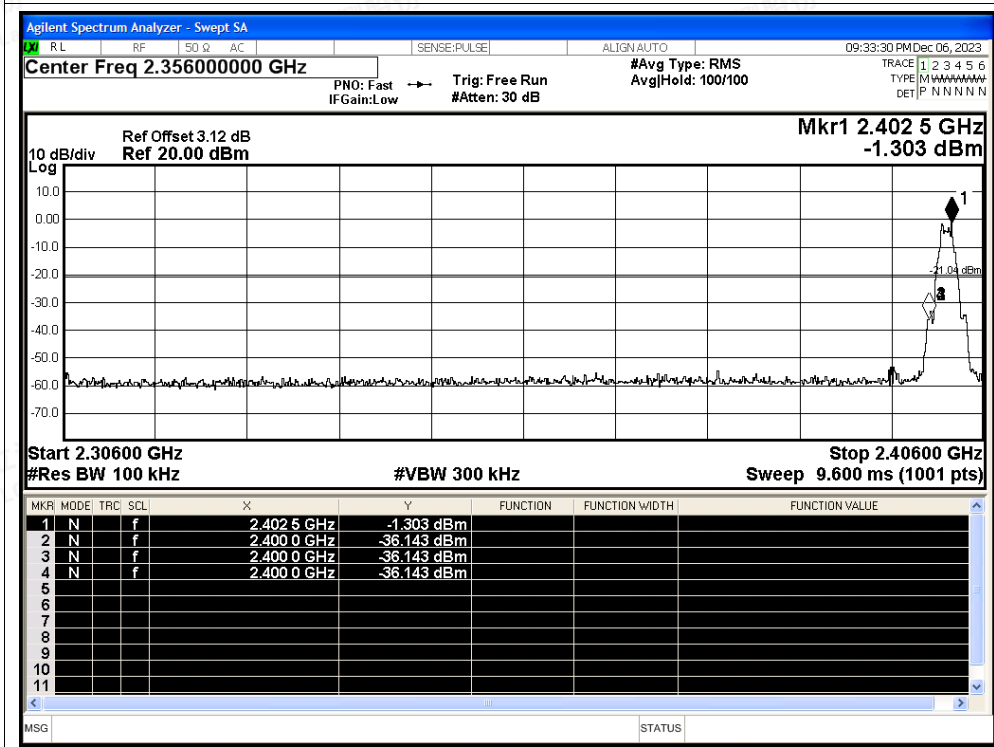 Agilent Spectrum Analyzer - Swept SA
LXI RL RF 50 Ω AC SENSE:PULSE ALIGN AUTO 09:33:30 PM Dec 06, 2023
Center Freq 2.356000000 GHz #Avg Type: RMS TRACE 1 2 3 4 5 6
PNO: Fast Trig: Free Run Avg|Hold: 100/100 TYPE MWWWWW
IFGain:Low #Atten: 30 dB DET P N N N N N
Mkr1 2.402 5 GHz
Ref Offset 3.12 dB
10 dB/div Ref 20.00 dBm -1.303 dBm
Log
10.0
1
0.00
-10.0
-20.0
-21.04 dBm
-30.0
-40.0
-50.0
-60.0
-70.0
Start 2.30600 GHz Stop 2.40600 GHz
#Res BW 100 kHz #VBW 300 kHz Sweep 9.600 ms (1001 pts)
MKR MODE TRC SCL X Y FUNCTION FUNCTION WIDTH FUNCTION VALUE
1 N f 2.402 5 GHz -1.303 dBm
2 N f 2.400 0 GHz -36.143 dBm
3 N f 2.400 0 GHz -36.143 dBm
4 N f 2.400 0 GHz -36.143 dBm
5
6
7
8
9
10
11
MSG STATUS